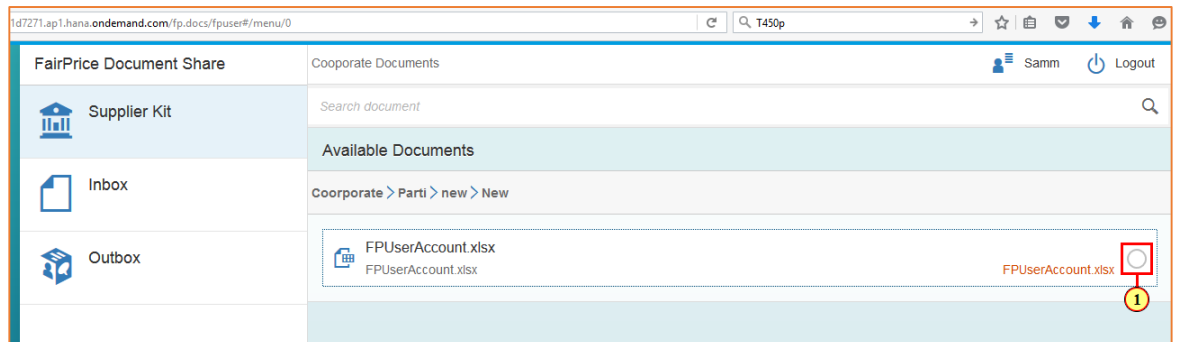 1d7271.ap1.hana.ondemand.com/fp.docs/fpuser#/menu/0
T450p
FairPrice Document Share
Cooporate Documents
Samm
Logout
Supplier Kit
Search document
Available Documents
Inbox
Coorporate > Parti > new > New
FPUserAccount.xlsx
Outbox
FPUserAccount.xlsx
FPUserAccount.xlsx
1